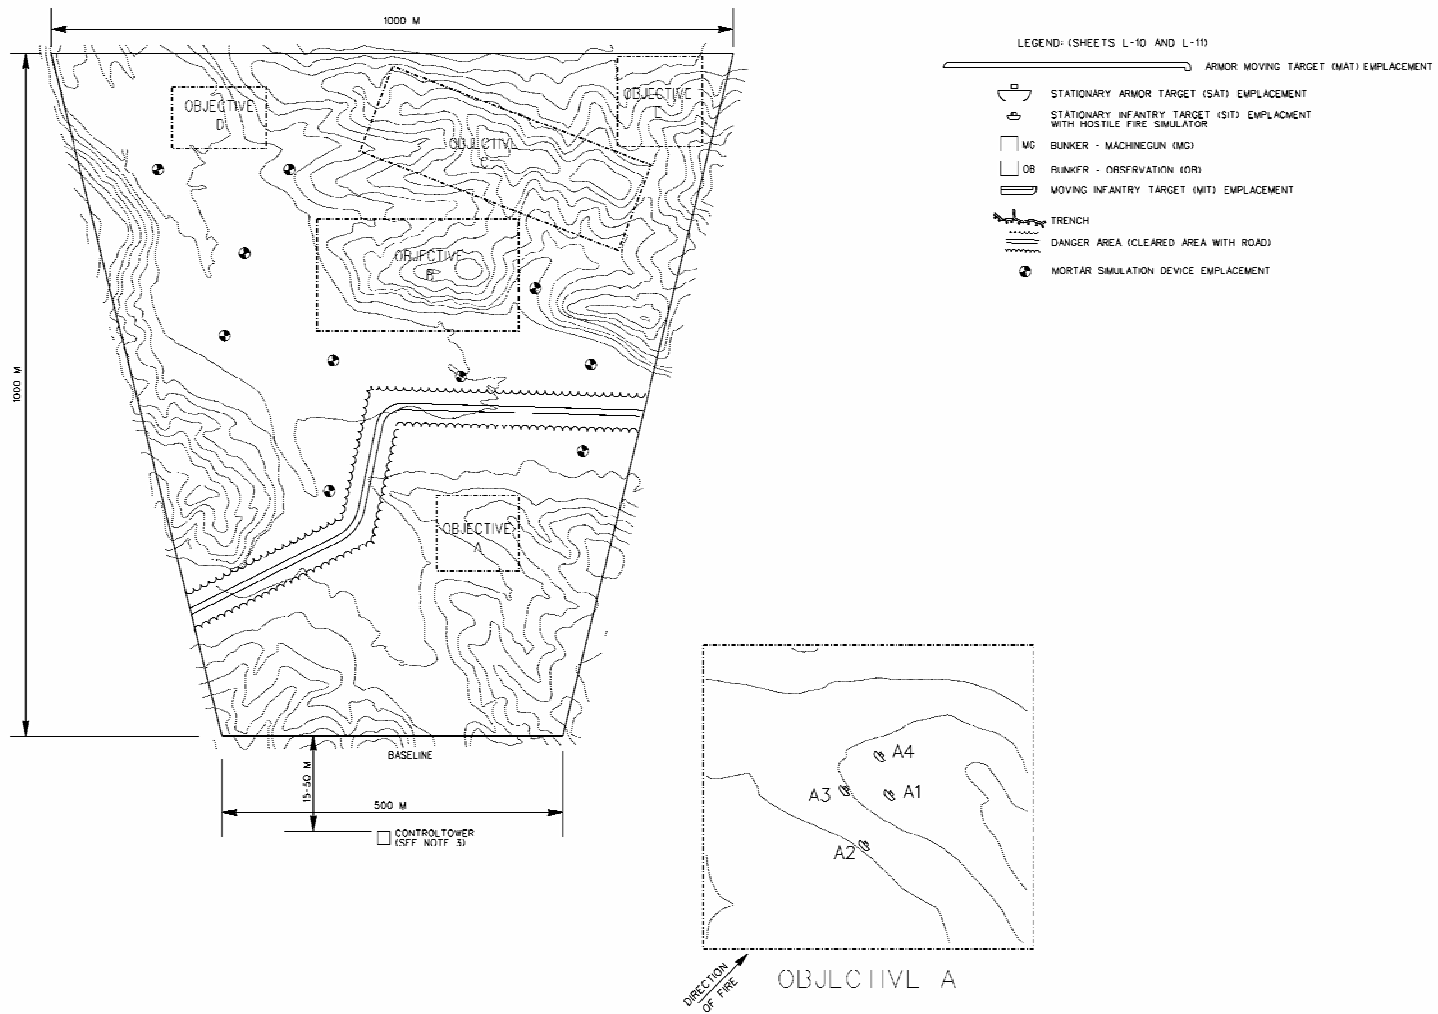 1000 M
LEGEND: (SHEETS L-10 AND L-11)
ARMOR MOVING TARGET (MAT) EMPLACEMENT
STATIONARY ARMOR TARGET (SAT) EMPLACEMENT
STATIONARY INFANTRY TARGET (SIT) EMPLACMENT
WITH HOSTILE FIRE SIMULATOR
MG BUNKER - MACHINEGUN (MG)
OB BUNKER - OBSERVATION (OB)
MOVING INFANTRY TARGET (MIT) EMPLACEMENT
TRENCH
DANGER AREA (CLEARED AREA WITH ROAD)
MORTAR SIMULATION DEVICE EMPLACEMENT
OBJECTIVE
D
OBJECTIVE
OBJECTIVE
C
OBJECTIVE
B
1000 M
OBJECTIVE
A
BASELINE
15-50 M
500 M
CONTROL TOWER
(SEE NOTE 3)
A4
A3
A1
A2
DIRECTION
OF FIRE
OBJECTIVE A